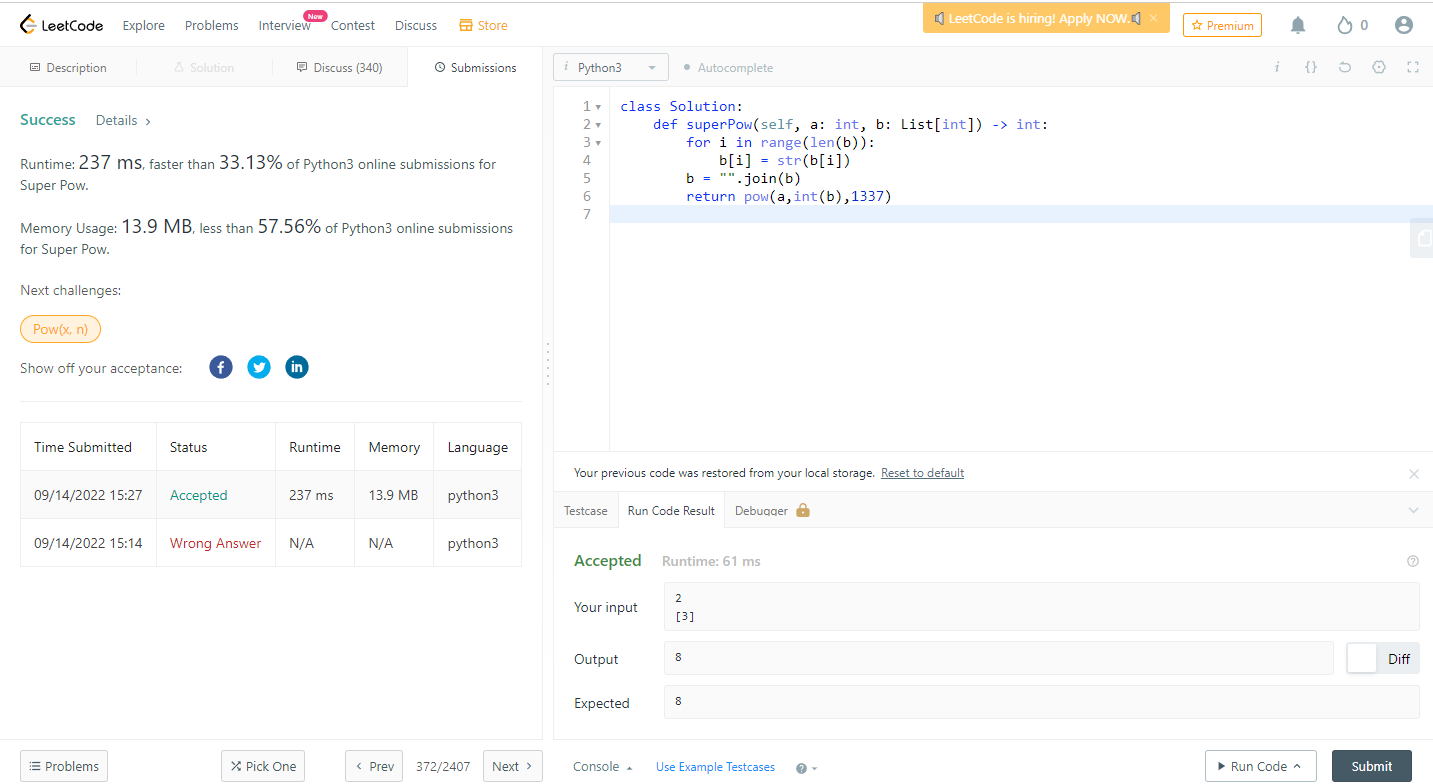 LeetCode Explore Problems Interview New Contest Discuss Store LeetCode is hiring! Apply NOW. × Premium 0
Description Solution Discuss (340) Submissions
i Python3 Autocomplete i {}
Success Details >
Runtime: 237 ms, faster than 33.13% of Python3 online submissions for
Super Pow.
Memory Usage: 13.9 MB, less than 57.56% of Python3 online submissions
for Super Pow.
Next challenges:
Pow(x, n)
Show off your acceptance: f in
Time Submitted Status Runtime Memory Language
09/14/2022 15:27 Accepted 237 ms 13.9 MB python3
09/14/2022 15:14 Wrong Answer N/A N/A python3
1 class Solution:
2 def superPow(self, a: int, b: List[int]) -> int:
3 for i in range(len(b)):
4 b[i] = str(b[i])
5 b = "".join(b)
6 return pow(a,int(b),1337)
7
Your previous code was restored from your local storage. Reset to default ×
Testcase Run Code Result Debugger
Accepted Runtime: 61 ms ?
Your input 2
[3]
Output 8 Diff
Expected 8
Problems Pick One < Prev 372/2407 Next > Console Use Example Testcases ? Run Code Submit